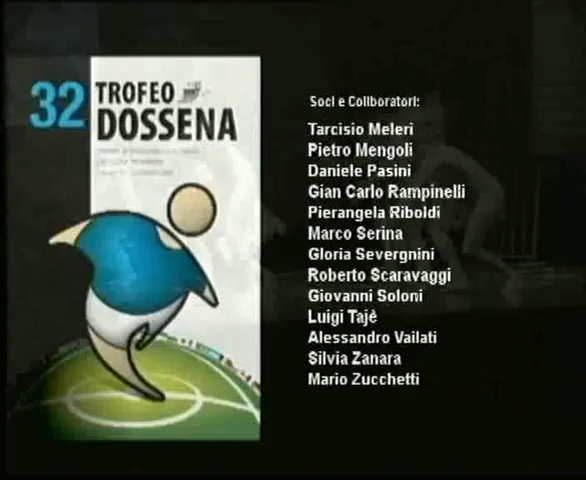 32 TROFEO
DOSSENA
Soci e Collboratori:
Tarcisio Meleri
Pietro Mengoli
Daniele Pasini
Gian Carlo Rampinelli
Pierangela Riboldi
Marco Serina
Gloria Severgnini
Roberto Scaravaggi
Giovanni Soloni
Luigi Tajè
Alessandro Vailati
Silvia Zanara
Mario Zucchetti